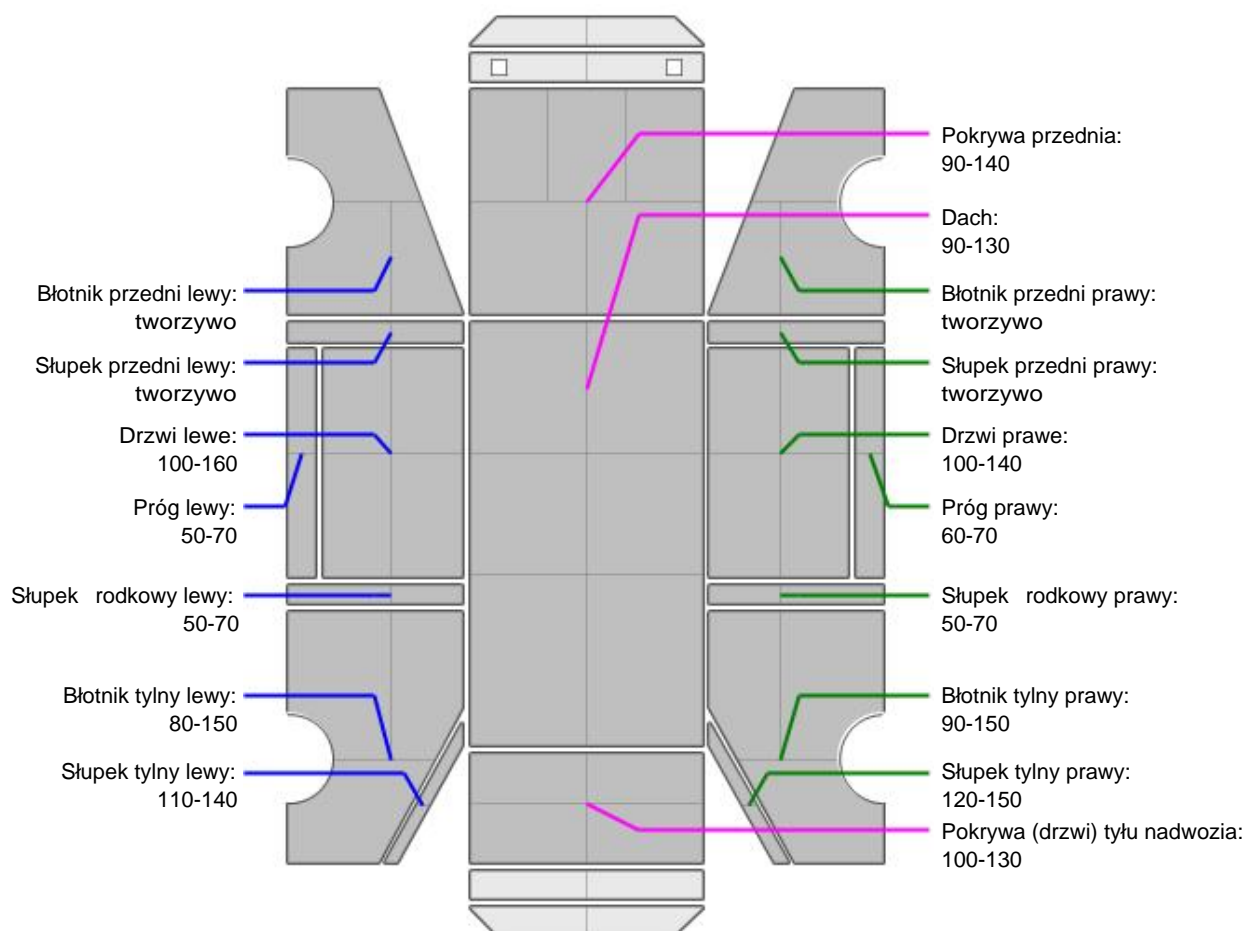 Pokrywa przednia:
90-140
Dach:
90-130
Błotnik przedni lewy:
tworzywo
Słupek przedni lewy:
tworzywo
Drzwi lewe:
100-160
Próg lewy:
50-70
Słupek rodkowy lewy:
50-70
Błotnik tylny lewy:
80-150
Słupek tylny lewy:
110-140
Błotnik przedni prawy:
tworzywo
Słupek przedni prawy:
tworzywo
Drzwi prawe:
100-140
Próg prawy:
60-70
Słupek rodkowy prawy:
50-70
Błotnik tylny prawy:
90-150
Słupek tylny prawy:
120-150
Pokrywa (drzwi) tyłu nadwozia:
100-130